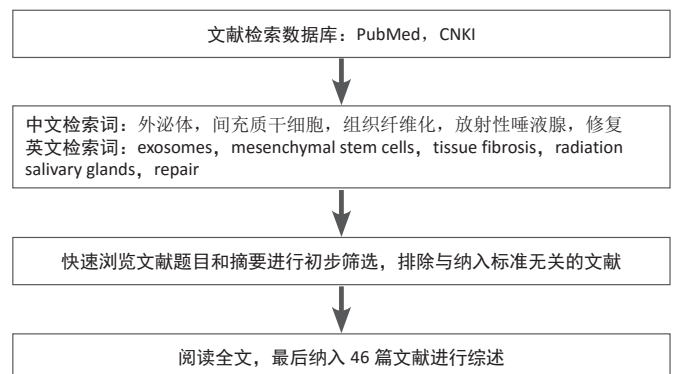 文献检索数据库：PubMed，CNKI
中文检索词：外泌体，间充质干细胞，组织纤维化，放射性唾液腺，修复
英文检索词：exosomes，mesenchymal stem cells，tissue fibrosis，radiation
salivary glands，repair
快速浏览文献题目和摘要进行初步筛选，排除与纳入标准无关的文献
阅读全文，最后纳入 46 篇文献进行综述